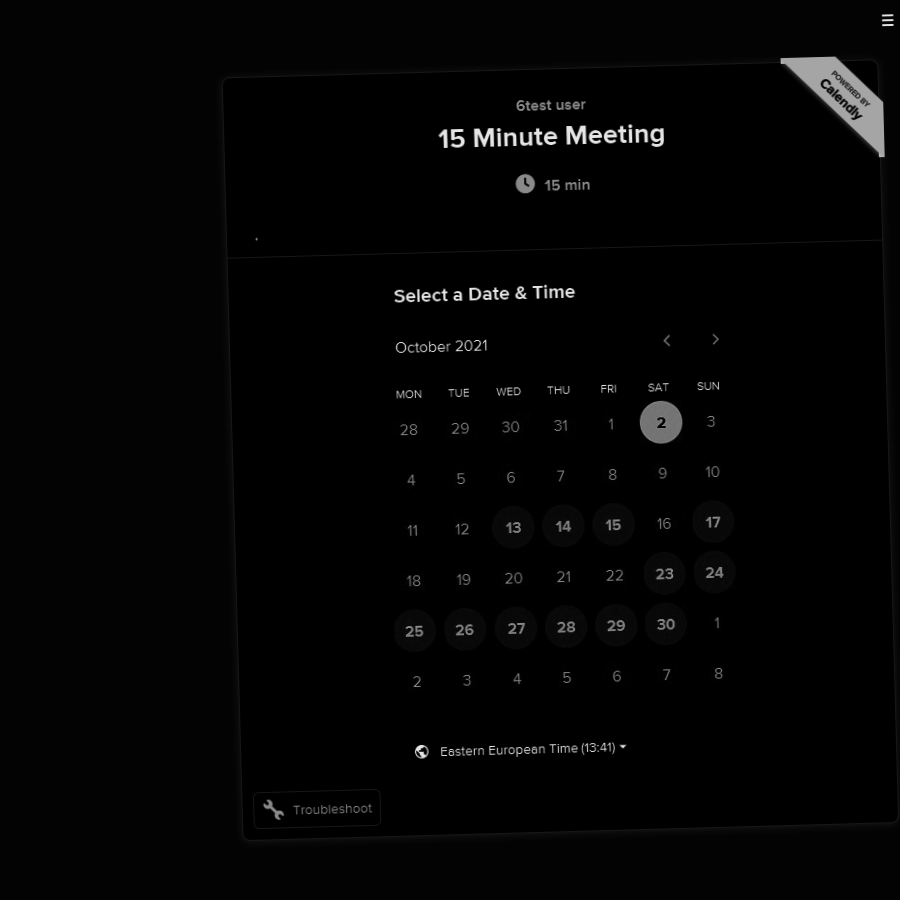 POWERED BY
Calendly
6test user
15 Minute Meeting
15 min
.
Select a Date & Time
October 2021
MON TUE WED THU FRI SAT SUN
28 29 30 31 1 2 3
4 5 6 7 8 9 10
11 12 13 14 15 16 17
18 19 20 21 22 23 24
25 26 27 28 29 30 1
2 3 4 5 6 7 8
Eastern European Time (13:41)
Troubleshoot